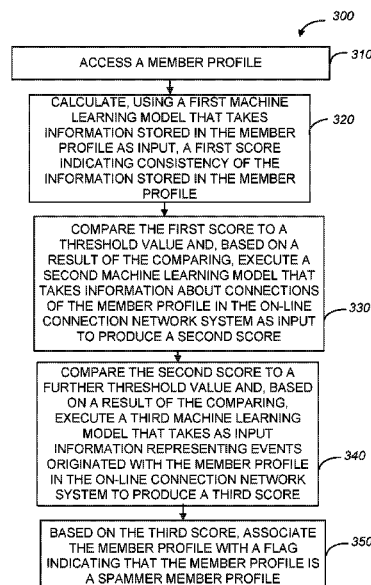 300
ACCESS A MEMBER PROFILE
310
CALCULATE, USING A FIRST MACHINE
LEARNING MODEL THAT TAKES
INFORMATION STORED IN THE MEMBER
PROFILE AS INPUT, A FIRST SCORE
INDICATING CONSISTENCY OF THE
INFORMATION STORED IN THE MEMBER
PROFILE
320
COMPARE THE FIRST SCORE TO A
THRESHOLD VALUE AND, BASED ON A
RESULT OF THE COMPARING, EXECUTE A
SECOND MACHINE LEARNING MODEL THAT
TAKES INFORMATION ABOUT CONNECTIONS
OF THE MEMBER PROFILE IN THE ON-LINE
CONNECTION NETWORK SYSTEM AS INPUT
TO PRODUCE A SECOND SCORE
330
COMPARE THE SECOND SCORE TO A
FURTHER THRESHOLD VALUE AND, BASED
ON A RESULT OF THE COMPARING,
EXECUTE A THIRD MACHINE LEARNING
MODEL THAT TAKES AS INPUT
INFORMATION REPRESENTING EVENTS
ORIGINATED WITH THE MEMBER PROFILE
IN THE ON-LINE CONNECTION NETWORK
SYSTEM TO PRODUCE A THIRD SCORE
340
BASED ON THE THIRD SCORE, ASSOCIATE
THE MEMBER PROFILE WITH A FLAG
INDICATING THAT THE MEMBER PROFILE IS
A SPAMMER MEMBER PROFILE
350